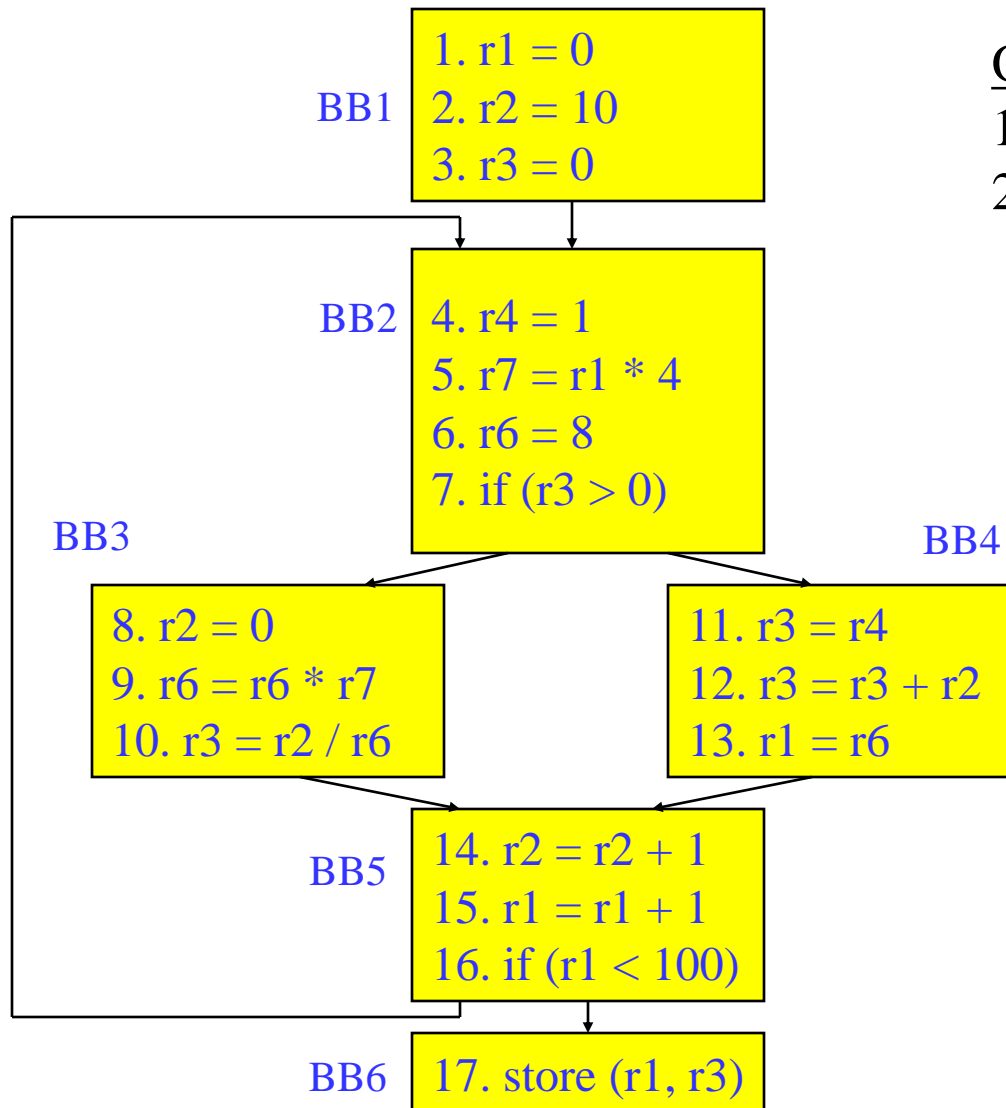 BB1
1. r1 = 0
2. r2 = 10
3. r3 = 0
1
2
BB2
4. r4 = 1
5. r7 = r1 * 4
6. r6 = 8
7. if (r3 > 0)
BB3
8. r2 = 0
9. r6 = r6 * r7
10. r3 = r2 / r6
BB4
11. r3 = r4
12. r3 = r3 + r2
13. r1 = r6
BB5
14. r2 = r2 + 1
15. r1 = r1 + 1
16. if (r1 < 100)
BB6
17. store (r1, r3)